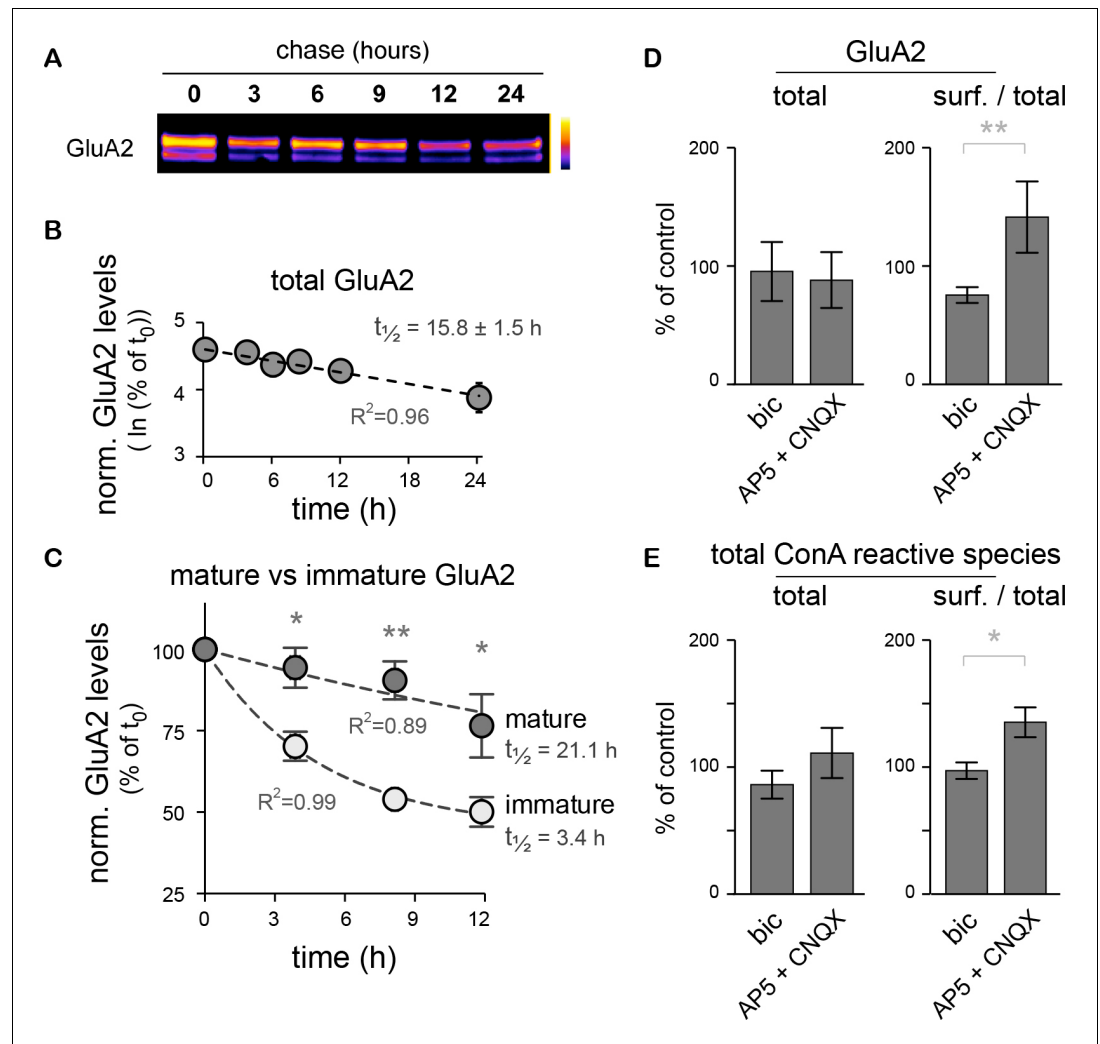 A
chase (hours)
0 3 6 9 12 24
GluA2
B
total GluA2
norm. GluA2 levels
( ln (% of t0))
5
4
3
t½ = 15.8 ± 1.5 h
R2=0.96
0 6 12 18 24
time (h)
C
mature vs immature GluA2
norm. GluA2 levels
(% of t0)
100
75
50
25
* ** *
R2=0.89
mature
t½ = 21.1 h
R2=0.99
immature
t½ = 3.4 h
0 3 6 9 12
time (h)
D
GluA2
total
surf. / total
% of control
200
100
0
bic
AP5 + CNQX
**
200
100
0
bic
AP5 + CNQX
E
total ConA reactive species
total
surf. / total
% of control
200
100
0
bic
AP5 + CNQX
*
200
100
0
bic
AP5 + CNQX